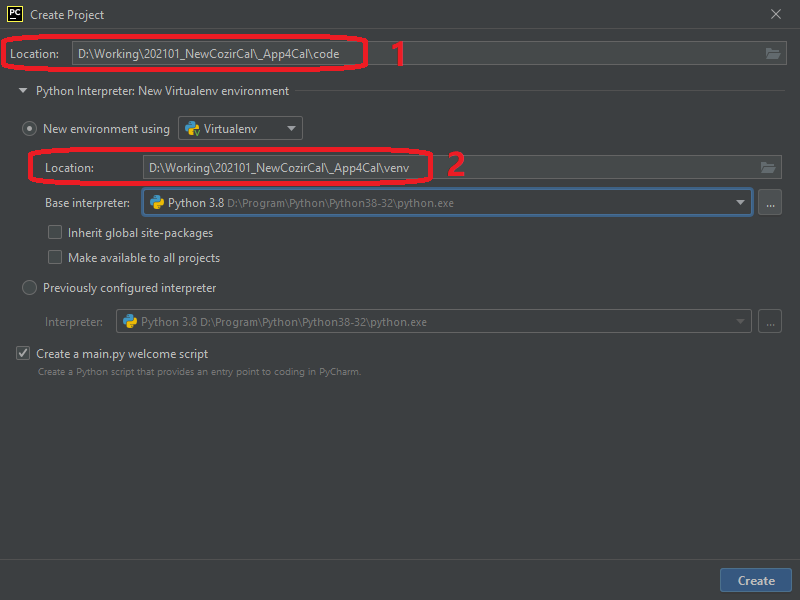 PC Create Project
Location: D:\Working\202101_NewCozirCal\_App4Cal\code 1
Python Interpreter: New Virtualenv environment
New environment using Virtualenv
Location: D:\Working\202101_NewCozirCal\_App4Cal\venv 2
Base interpreter: Python 3.8 D:\Program\Python\Python38-32\python.exe ...
Inherit global site-packages
Make available to all projects
Previously configured interpreter
Interpreter: Python 3.8 D:\Program\Python\Python38-32\python.exe ...
Create a main.py welcome script
Create a Python script that provides an entry point to coding in PyCharm.
Create